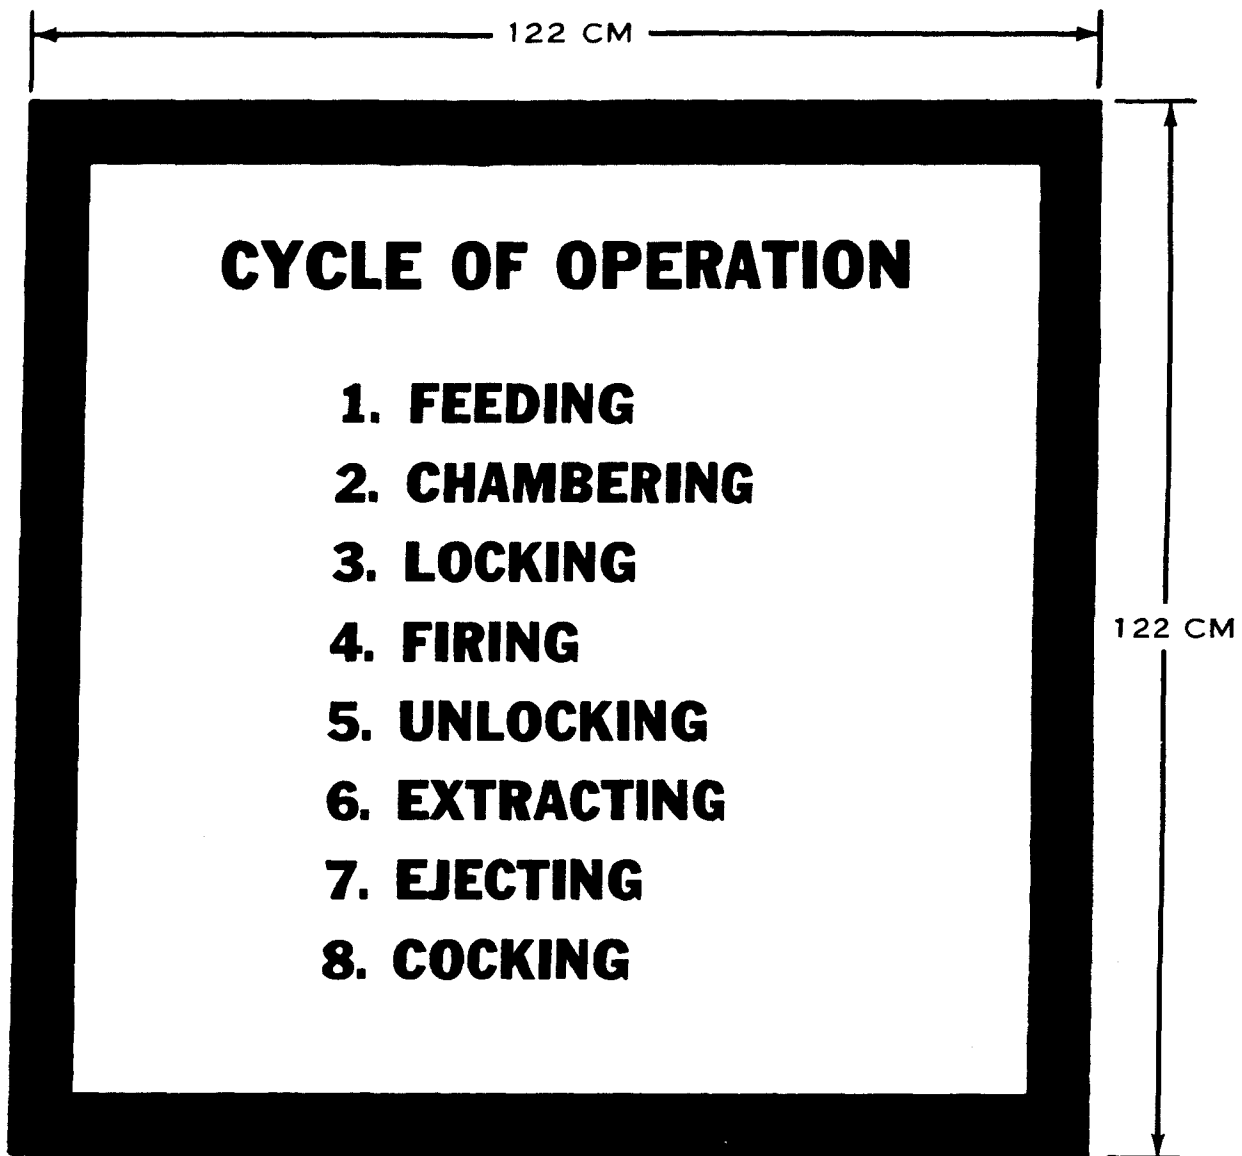 122 CM
CYCLE OF OPERATION
1. FEEDING
2. CHAMBERING
3. LOCKING
4. FIRING
122 CM
5. UNLOCKING
6. EXTRACTING
7. EJECTING
8. COCKING